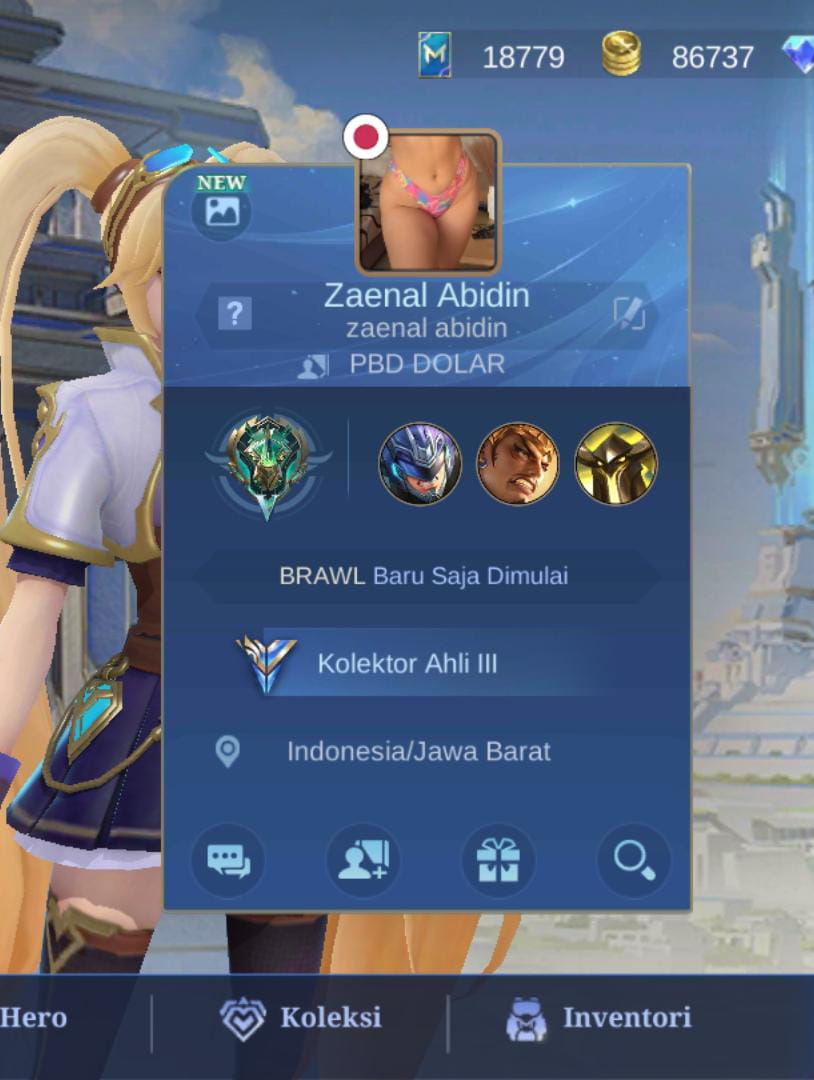 18779 86737
NEW
?
Zaenal Abidin
zaenal abidin
PBD DOLAR
BRAWL Baru Saja Dimulai
Kolektor Ahli III
Indonesia/Jawa Barat
Hero Koleksi Inventori